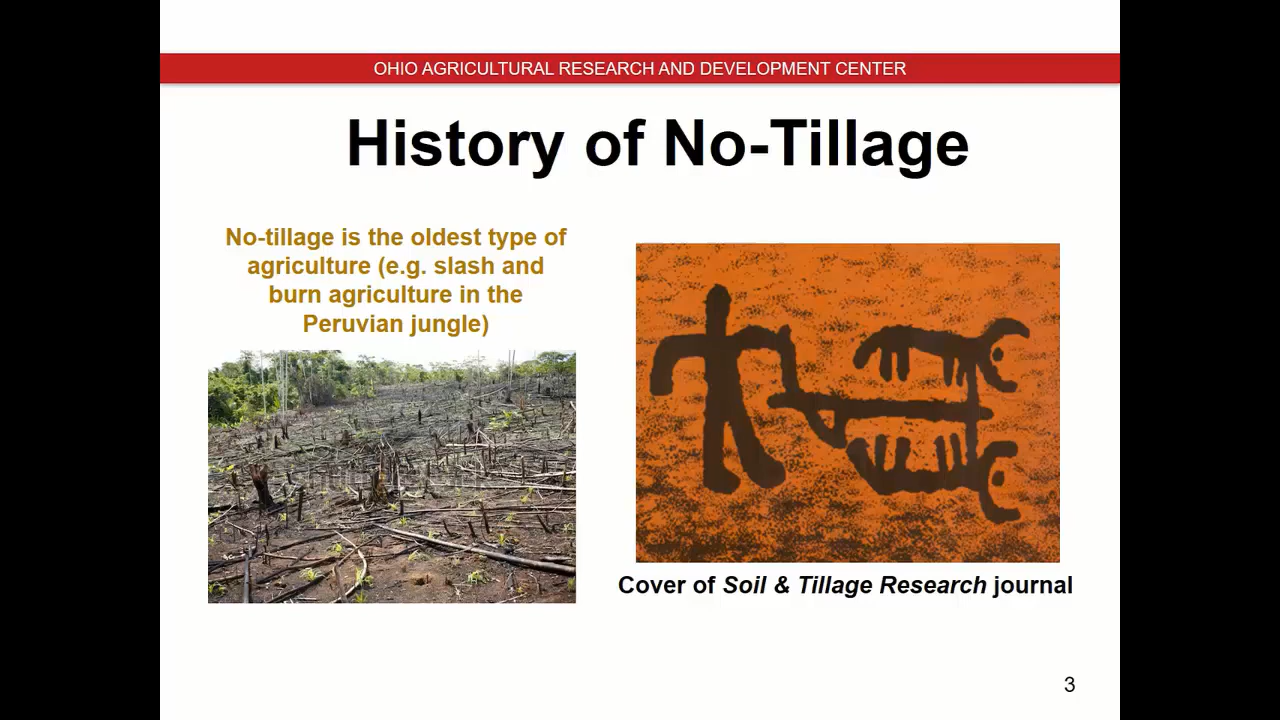 OHIO AGRICULTURAL RESEARCH AND DEVELOPMENT CENTER
History of No-Tillage
No-tillage is the oldest type of
agriculture (e.g. slash and
burn agriculture in the
Peruvian jungle)
Cover of Soil & Tillage Research journal
3